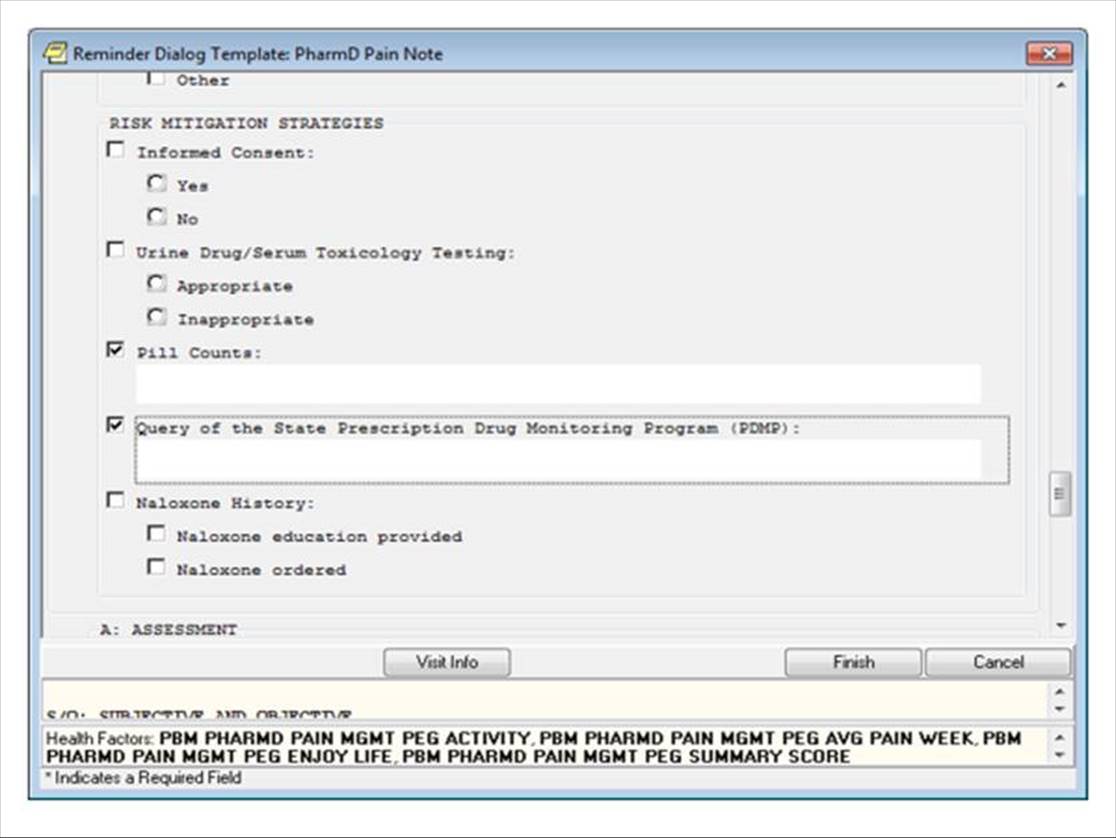 Reminder Dialog Template: PharmD Pain Note
Other
RISK MITIGATION STRATEGIES
Informed Consent:
Yes
No
Urine Drug/Serum Toxicology Testing:
Appropriate
Inappropriate
Pill Counts:
Query of the State Prescription Drug Monitoring Program (PDMP):
Naloxone History:
Naloxone education provided
Naloxone ordered
A: ASSESSMENT
Visit Info Finish Cancel
S/O: SUBJECTIVE AND OBJECTIVE
Health Factors: PBM PHARMD PAIN MGMT PEG ACTIVITY, PBM PHARMD PAIN MGMT PEG AVG PAIN WEEK, PBM
PHARMD PAIN MGMT PEG ENJOY LIFE, PBM PHARMD PAIN MGMT PEG SUMMARY SCORE
* Indicates a Required Field